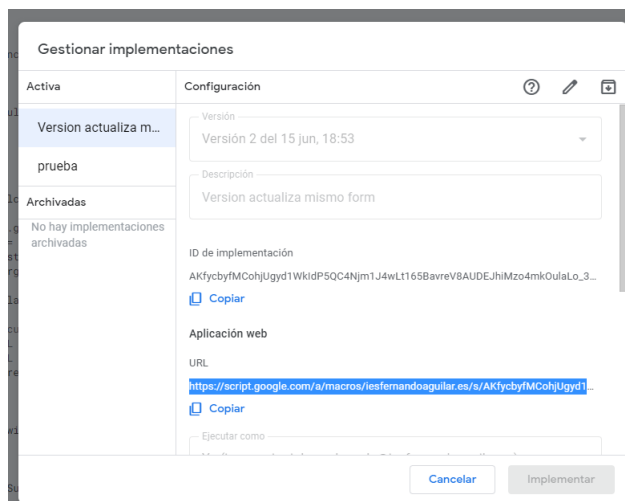 Gestionar implementaciones
Activa
Version actualiza m...
prueba
Archivadas
No hay implementaciones
archivadas
Configuración
Versión
Versión 2 del 15 jun, 18:53
Descripción
Version actualiza mismo form
ID de implementación
AKfycbyfMCohjUgyd1WkIdP5QC4Njm1J4wLt165BavreV8AUDEJhiMzo4mkOulaLo_3...
Copiar
Aplicación web
URL
https://script.google.com/a/macros/iesfernandoaguilar.es/s/AKfycbyfMCohjUgyd1...
Copiar
Ejecutar como
Cancelar
Implementar